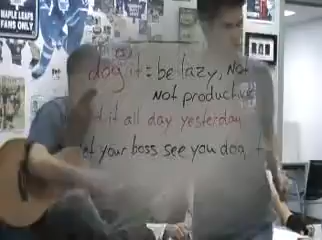 MAPLE LEAFS
FANS ONLY
(a)
dog it = be lazy, not
not productive
it all day yesterday
your boss see you dog